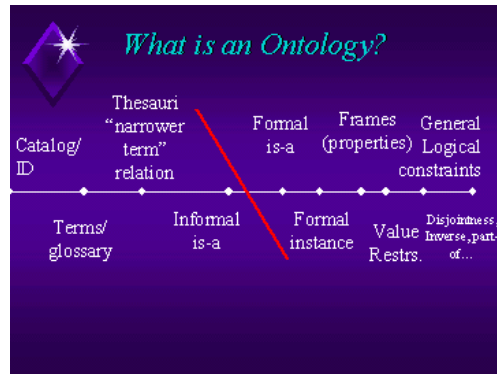 What is an Ontology?
Catalog/
ID
Thesauri
“narrower
term”
relation
Formal
is-a
Frames
(properties)
General
Logical
constraints
Terms/
glossary
Informal
is-a
Formal
instance
Value
Restrs.
Disjointness,
Inverse, part-
of…